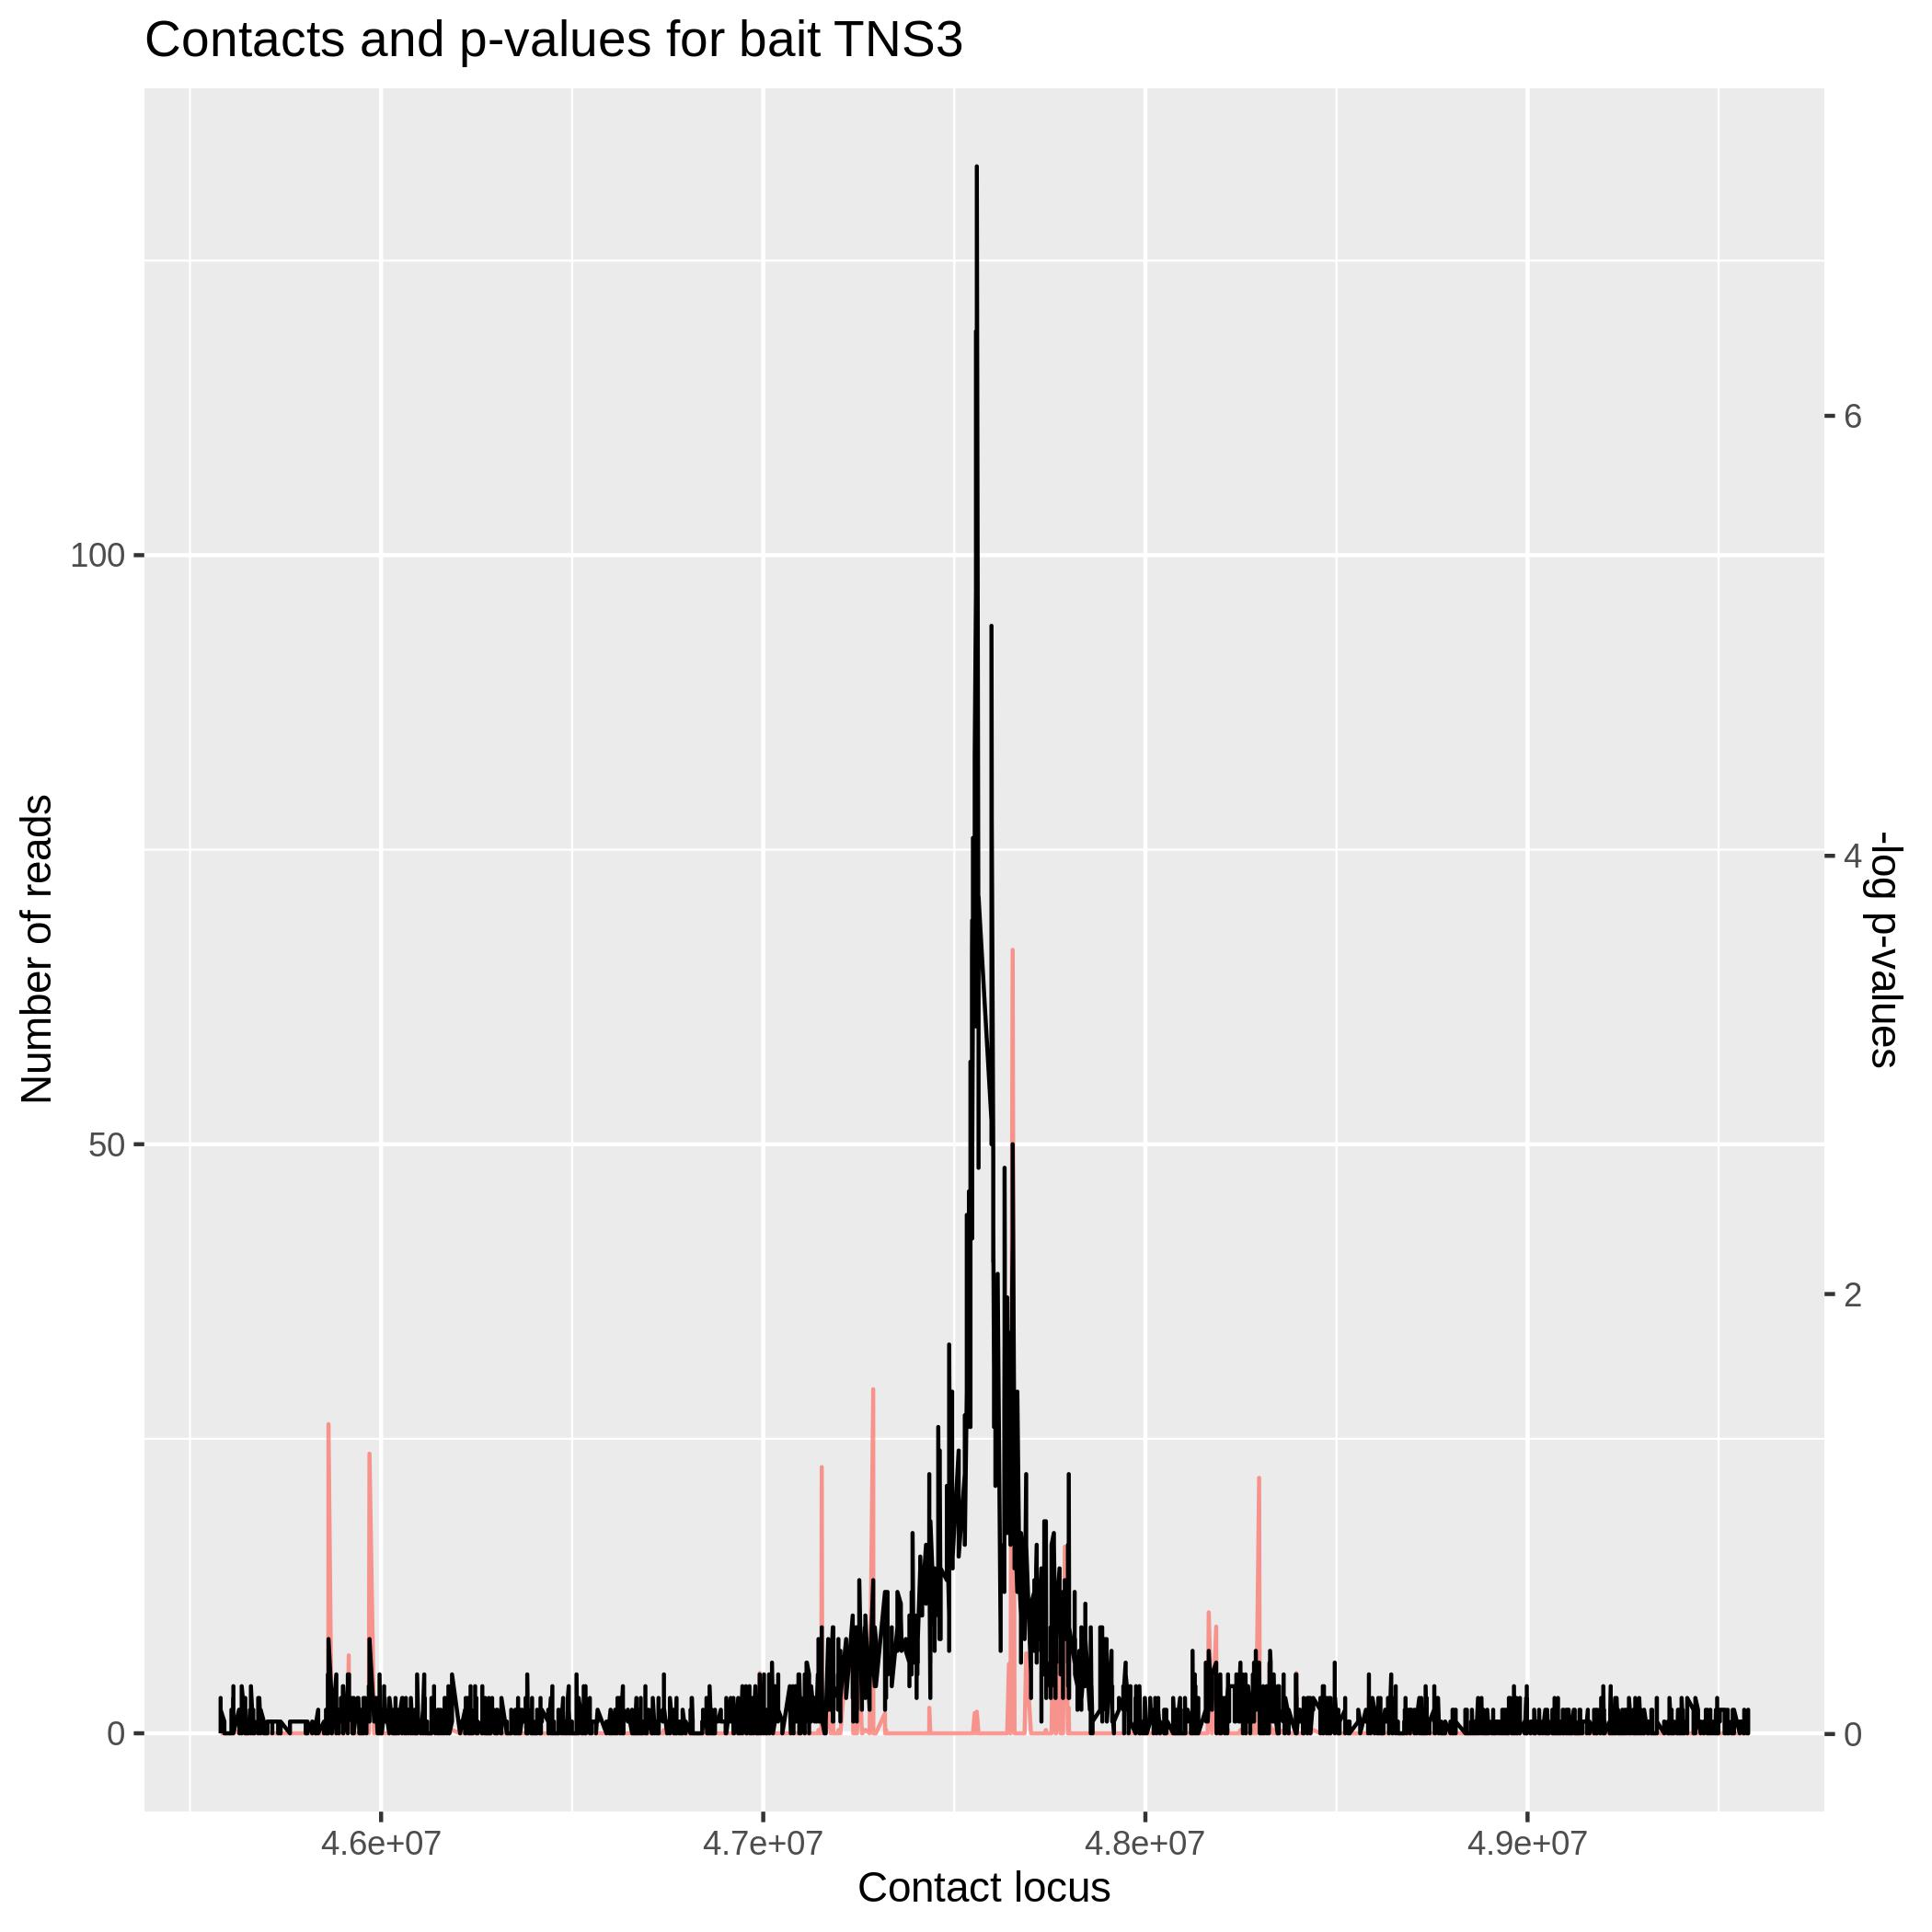 Contacts and p-values for bait TNS3
Number of reads
100
50
0
6
4
2
0
-log p-values
4.6e+07 4.7e+07 4.8e+07 4.9e+07
Contact locus